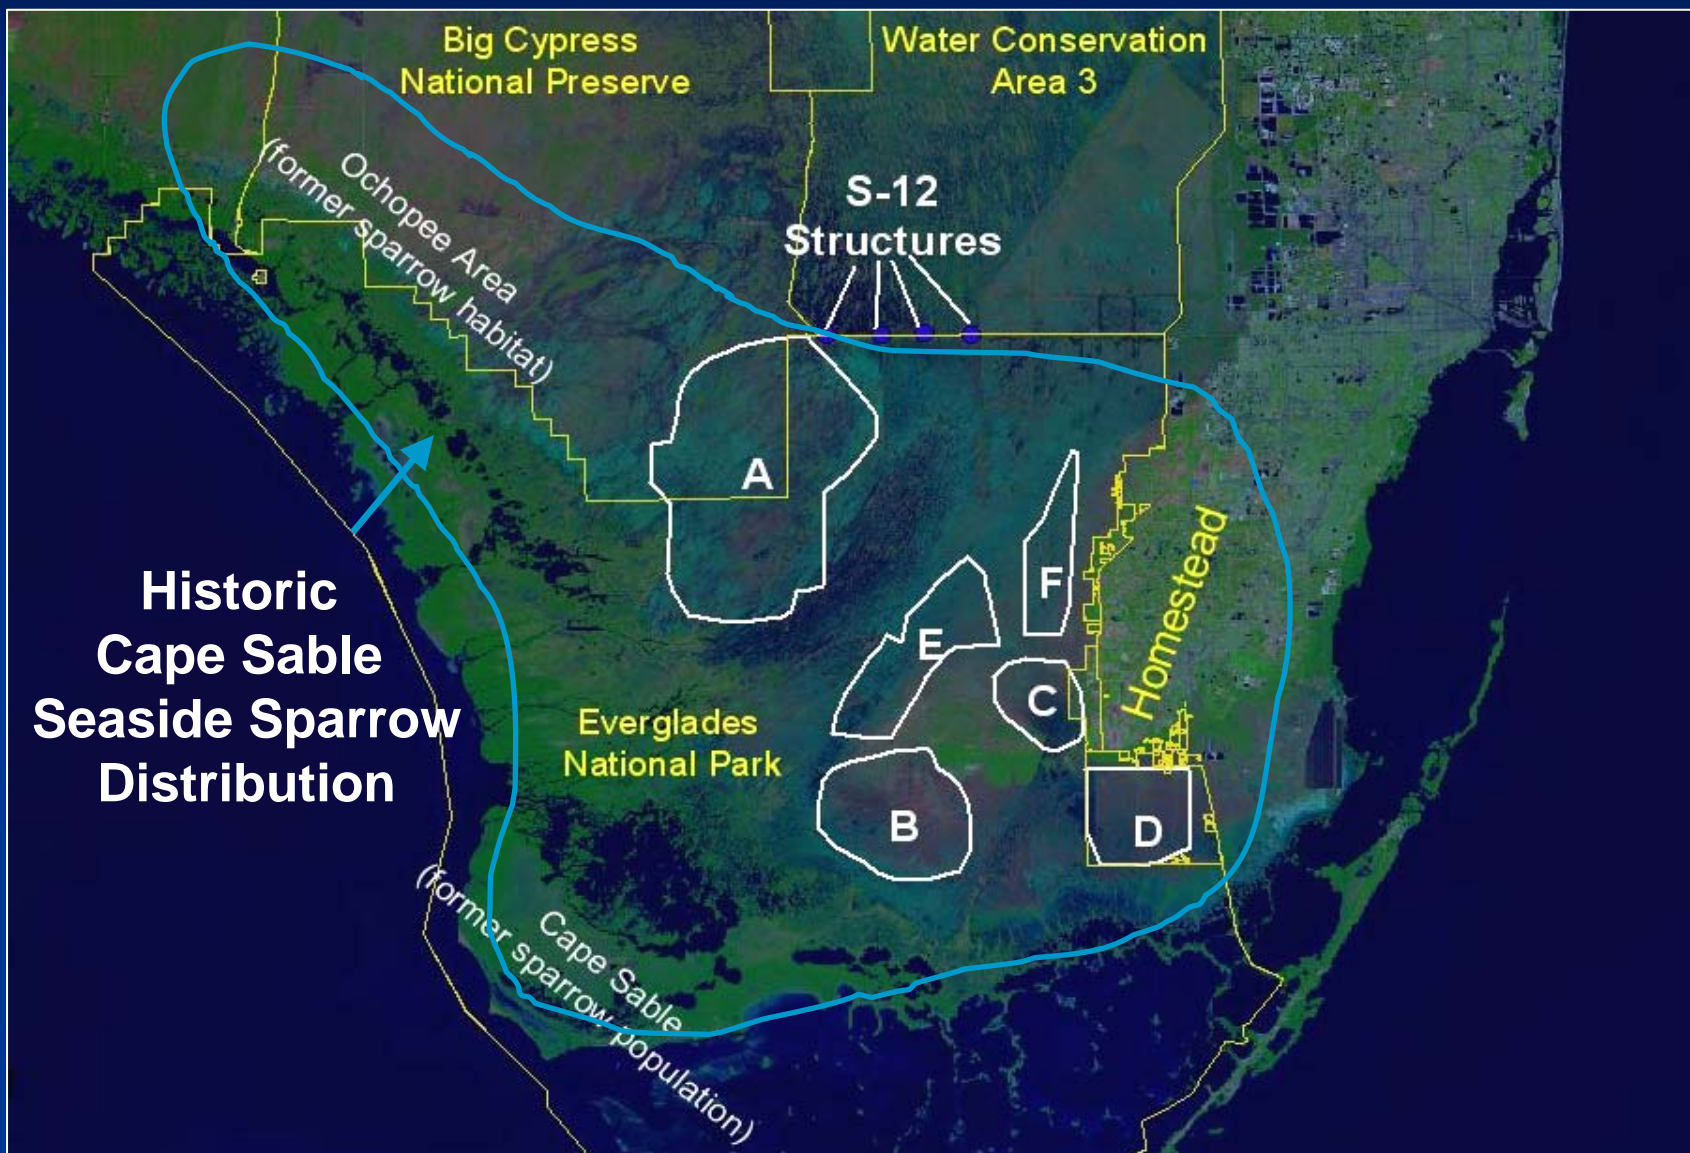 Big Cypress
National Preserve
Water Conservation
Area 3
Ochopee Area
(former sparrow habitat)
S-12
Structures
A
F
Homestead
Historic
Cape Sable
Seaside Sparrow
Distribution
E
C
Everglades
National Park
B
D
Cape Sable
(former sparrow population)